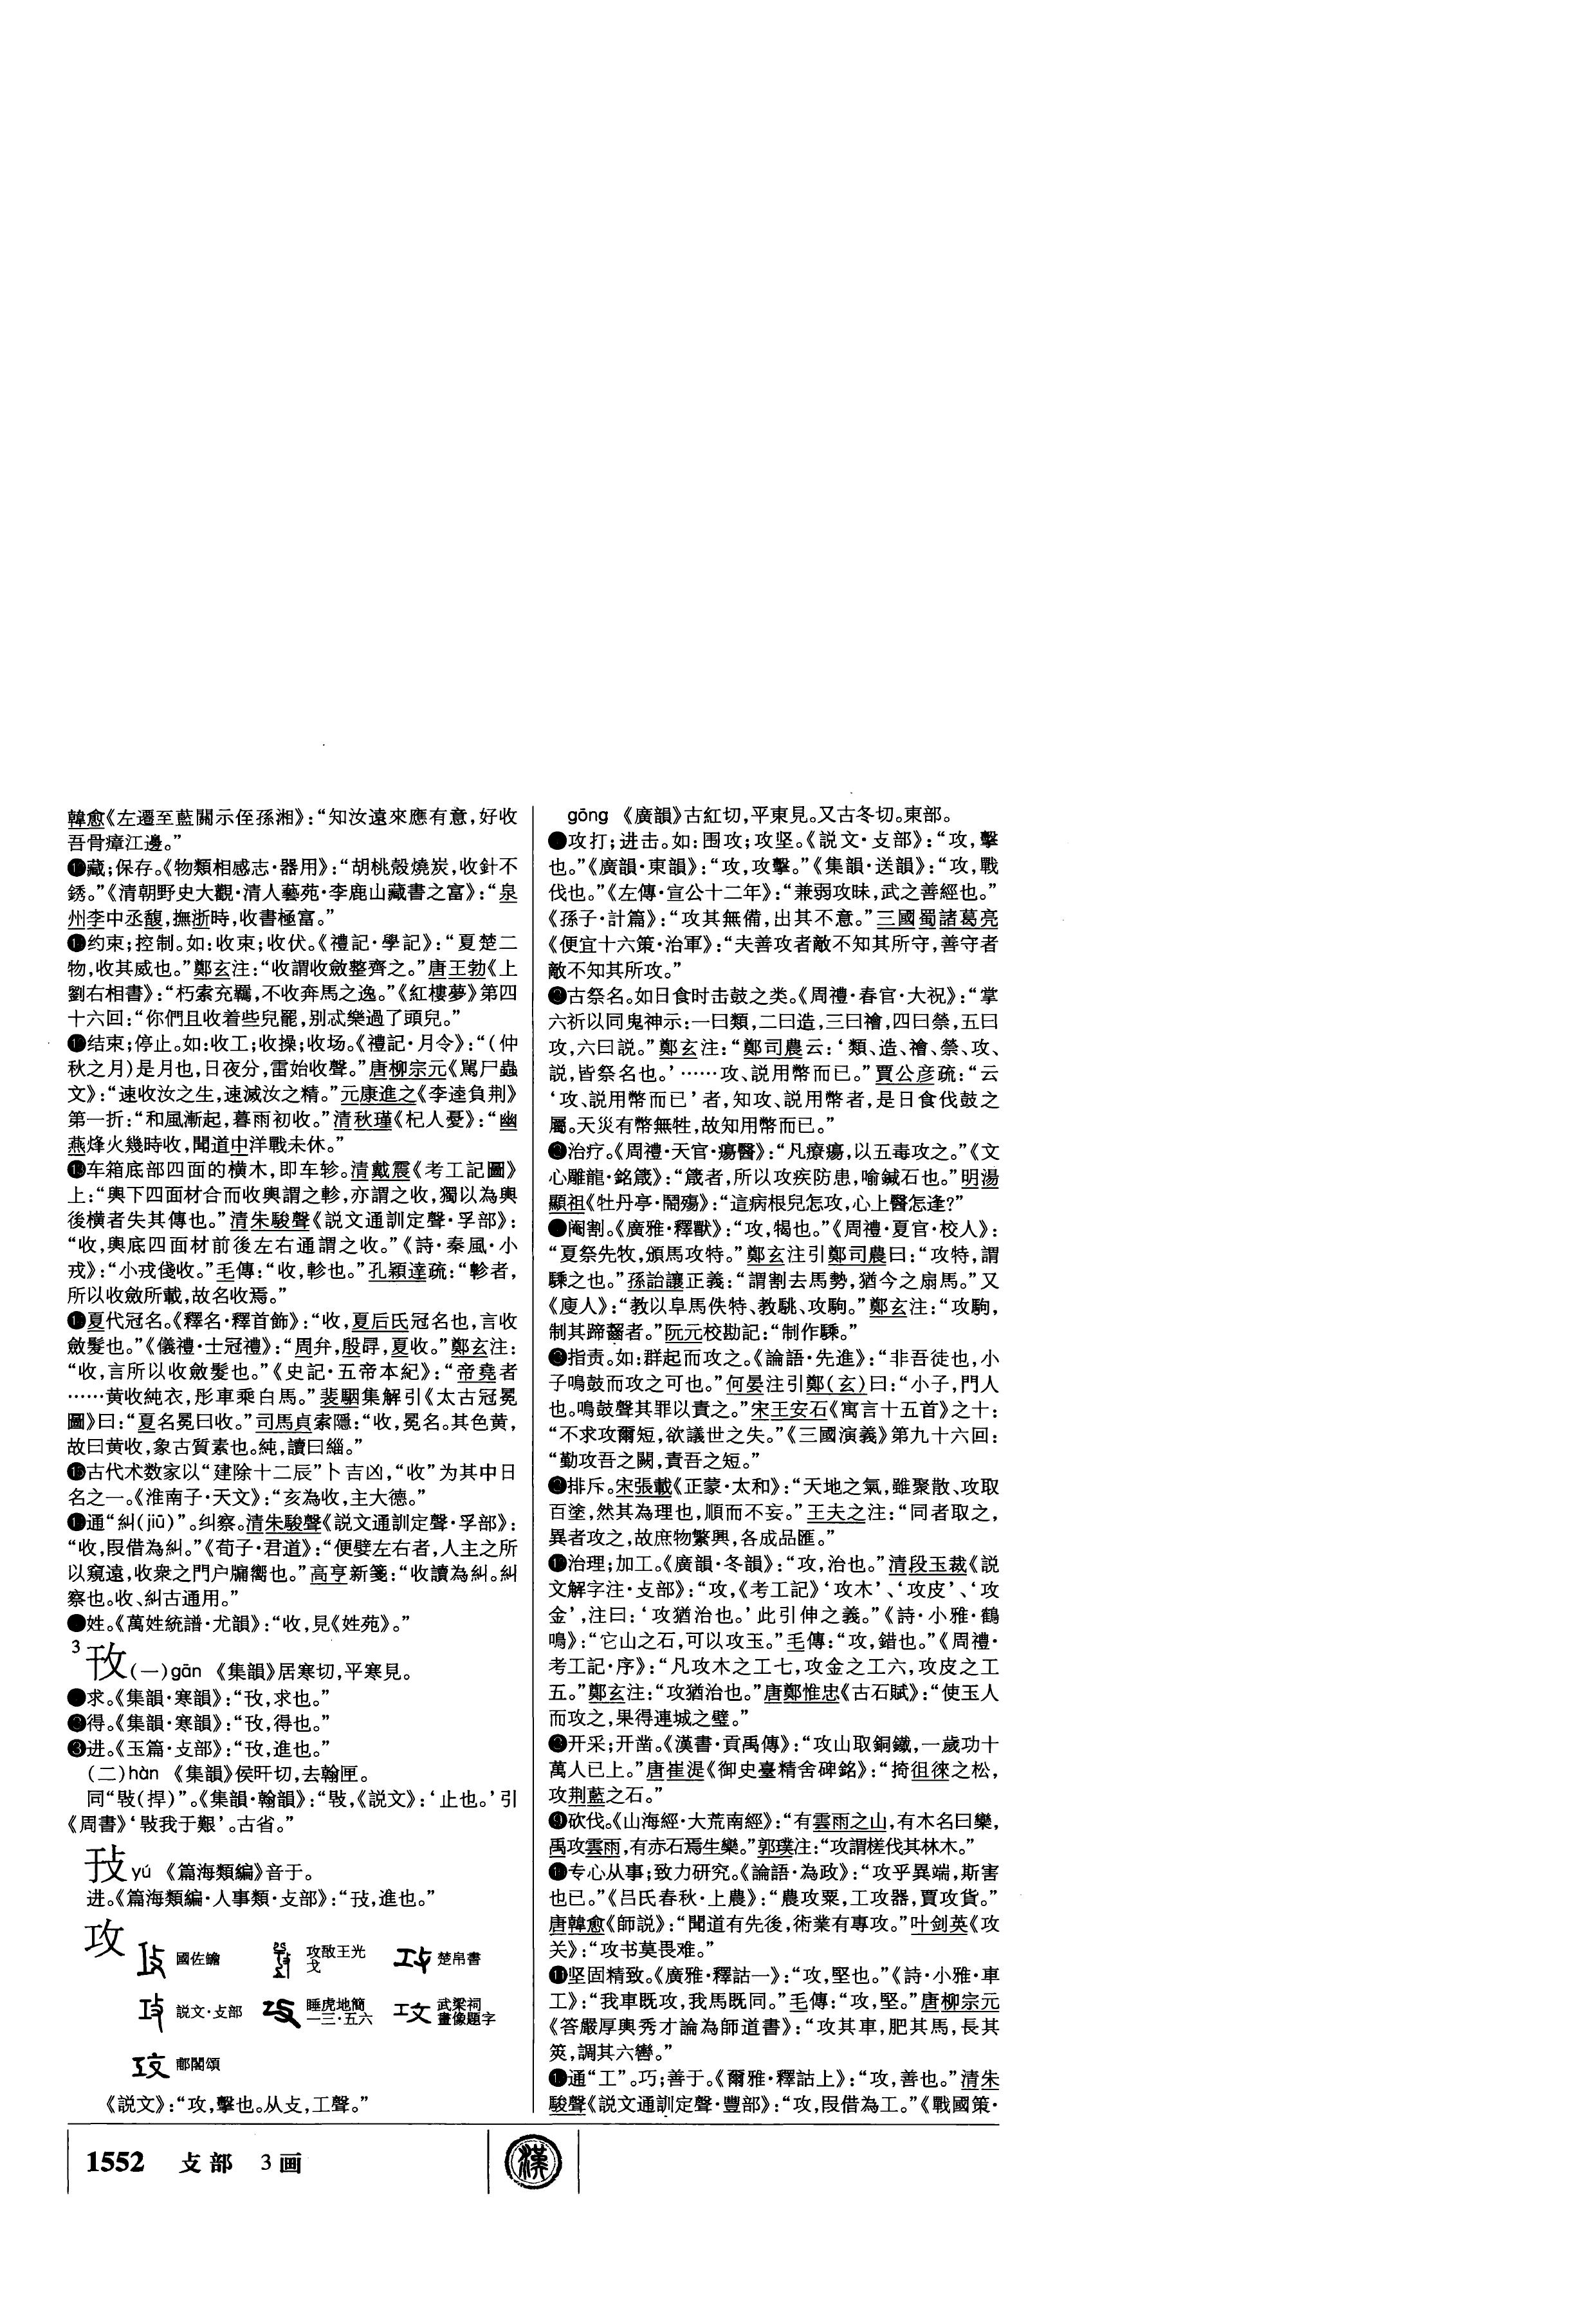 韓愈《左遷至藍關示侄孫湘》：“知汝遠來應有意，好收
吾骨瘴江邊。”
⓫藏；保存。《物類相感志·器用》：“胡桃殼燒炭，收針不
銹。”《清朝野史大觀·清人藝苑·李鹿山藏書之富》：“泉
州李中丞馥，撫浙時，收書極富。”
約束；控制。如：收束；收伏。《禮記·學記》：“夏楚二
物，收其威也。”鄭玄注：“收謂收斂整齊之。”唐王勃《上
劉右相書》：“朽索充羈，不收奔馬之逸。”《紅樓夢》第四
十六回：“你們且收着些兒罷，别忒樂過了頭兒。”
结束；停止。如：收工；收操；收场。《禮記·月令》：“（仲
秋之月）是月也，日夜分，雷始收聲。”唐柳宗元《駡尸蟲
文》：“速收汝之生，速滅汝之精。”元康進之《李逵負荆》
第一折：“和風漸起，暮雨初收。”清秋瑾《杞人憂》：“幽
燕烽火幾時收，聞道中洋戰未休。”
车箱底部四面的横木，即车轸。清戴震《考工記圖》
上：“輿下四面材合而收輿謂之軫，亦謂之收，獨以為輿
後横者失其傳也。”清朱駿聲《説文通訓定聲·孚部》：
“收，輿底四面材前後左右通謂之收。”《詩·秦風·小
戎》：“小戎俴收。”毛傳：“收，軫也。”孔穎達疏：“軫者，
所以收斂所載，故名收焉。”
夏代冠名。《釋名·釋首飾》：“收，夏后氏冠名也，言收
斂髮也。”《儀禮·士冠禮》：“周弁，殷冔，夏收。”鄭玄注：
“收，言所以收斂髮也。”《史記·五帝本紀》：“帝堯者
……黄收純衣，彤車乘白馬。”裴駰集解引《太古冠冕
圖》曰：“夏名冕曰收。”司馬貞索隱：“收，冕名。其色黄，
故曰黄收，象古質素也。純，讀曰緇。”
古代术数家以“建除十二辰”卜吉凶，“收”为其中日
名之一。《淮南子·天文》：“亥為收，主大德。”
通“糾（jiū）”。纠察。清朱駿聲《説文通訓定聲·孚部》：
“收，叚借為糾。”《荀子·君道》：“便嬖左右者，人主之所
以窺遠，收衆之門户牖嚮也。”高亨新箋：“收讀為糾。糾
察也。收、糾古通用。”
姓。《萬姓統譜·尤韻》：“收，見《姓苑》。”
3 攼（一）gān 《集韻》居寒切，平寒見。
求。《集韻·寒韻》：“攼，求也。”
❷得。《集韻·寒韻》：“攼，得也。”
❸进。《玉篇·攴部》：“攼，進也。”
（二）hàn 《集韻》侯旰切，去翰匣。
同“𢾍（捍）”。《集韻·翰韻》：“𢾍，《説文》：‘止也。’引
《周書》‘𢾍我于艱’。古省。”
yú 《篇海類編》音于。
进。《篇海類編·人事類·攴部》：“，進也。”
攻
國佐𦉜 攻敔王光戈 楚帛書
説文·攴部 睡虎地簡一三·五六 武梁祠畫像題字
郙閣頌
《説文》：“攻，擊也。从攴，工聲。”
gōng 《廣韻》古紅切，平東見。又古冬切。東部。
攻打；进击。如：围攻；攻坚。《説文·攴部》：“攻，擊
也。”《廣韻·東韻》：“攻，攻擊。”《集韻·送韻》：“攻，戰
伐也。”《左傳·宣公十二年》：“兼弱攻昧，武之善經也。”
《孫子·計篇》：“攻其無備，出其不意。”三國蜀諸葛亮
《便宜十六策·治軍》：“夫善攻者敵不知其所守，善守者
敵不知其所攻。”
古祭名。如日食时击鼓之类。《周禮·春官·大祝》：“掌
六祈以同鬼神示：一曰類，二曰造，三曰禬，四曰禜，五曰
攻，六曰説。”鄭玄注：“鄭司農云：‘類、造、禬、禜、攻、
説，皆祭名也。’……攻、説用幣而已。”賈公彦疏：“云
‘攻、説用幣而已’者，知攻、説用幣者，是日食伐鼓之
屬。天災有幣無牲，故知用幣而已。”
治疗。《周禮·天官·瘍醫》：“凡療瘍，以五毒攻之。”《文
心雕龍·銘箴》：“箴者，所以攻疾防患，喻鍼石也。”明湯
顯祖《牡丹亭·鬧殤》：“這病根兒怎攻，心上醫怎逢？”
阉割。《廣雅·釋獸》：“攻，犗也。”《周禮·夏官·校人》：
“夏祭先牧，頒馬攻特。”鄭玄注引鄭司農曰：“攻特，謂
騬之也。”孫詒讓正義：“謂割去馬勢，猶今之扇馬。”又
《廋人》：“教以阜馬佚特、教駣、攻駒。”鄭玄注：“攻駒，
制其蹄齧者。”阮元校勘記：“制作騬。”
指责。如：群起而攻之。《論語·先進》：“非吾徒也，小
子鳴鼓而攻之可也。”何晏注引鄭（玄）曰：“小子，門人
也。鳴鼓聲其罪以責之。”宋王安石《寓言十五首》之十：
“不求攻爾短，欲議世之失。”《三國演義》第九十六回：
“勤攻吾之闕，責吾之短。”
排斥。宋張載《正蒙·太和》：“天地之氣，雖聚散、攻取
百塗，然其為理也，順而不妄。”王夫之注：“同者取之，
異者攻之，故庶物繁興，各成品匯。”
治理；加工。《廣韻·冬韻》：“攻，治也。”清段玉裁《説
文解字注·攴部》：“攻，《考工記》‘攻木’、‘攻皮’、‘攻
金’，注曰：‘攻猶治也。’此引伸之義。”《詩·小雅·鶴
鳴》：“它山之石，可以攻玉。”毛傳：“攻，錯也。”《周禮·
考工記·序》：“凡攻木之工七，攻金之工六，攻皮之工
五。”鄭玄注：“攻猶治也。”唐鄭惟忠《古石賦》：“使玉人
而攻之，果得連城之璧。”
开采；开凿。《漢書·貢禹傳》：“攻山取銅鐵，一歲功十
萬人已上。”唐崔湜《御史臺精舍碑銘》：“掎徂徠之松，
攻荆藍之石。”
❾砍伐。《山海經·大荒南經》：“有雲雨之山，有木名曰欒，
禹攻雲雨，有赤石焉生欒。”郭璞注：“攻謂槎伐其林木。”
专心从事；致力研究。《論語·為政》：“攻乎異端，斯害
也已。”《吕氏春秋·上農》：“農攻粟，工攻器，賈攻貨。”
唐韓愈《師説》：“聞道有先後，術業有專攻。”叶剑英《攻
关》：“攻书莫畏难。”
⓫坚固精致。《廣雅·釋詁一》：“攻，堅也。”《詩·小雅·車
工》：“我車既攻，我馬既同。”毛傳：“攻，堅。”唐柳宗元
《答嚴厚輿秀才論為師道書》：“攻其車，肥其馬，長其
筴，調其六轡。”
通“工”。巧；善于。《爾雅·釋詁上》：“攻，善也。”清朱
駿聲《説文通訓定聲·豐部》：“攻，叚借為工。”《戰國策·
1552 攴部 3画
漢